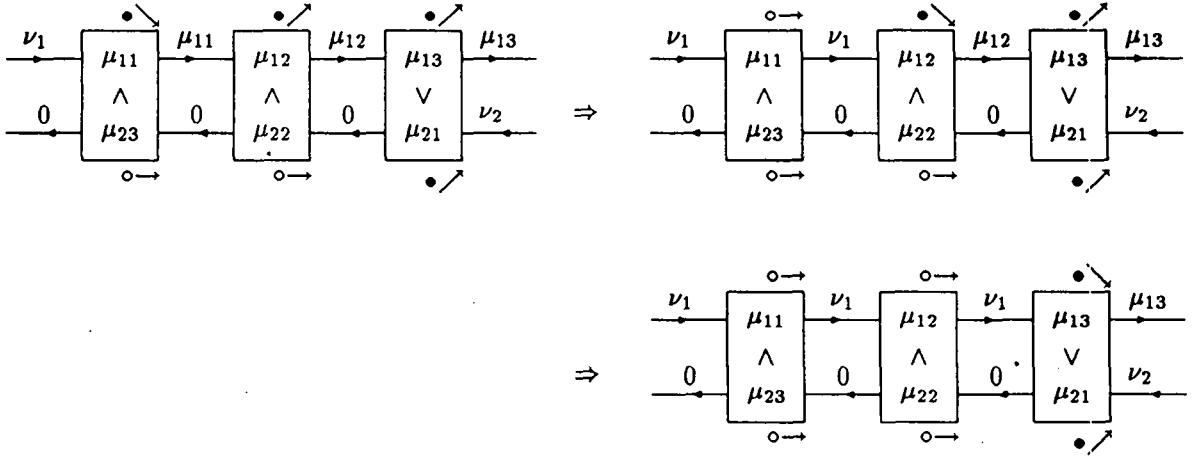 ν₁ μ₁₁ μ₁₂ μ₁₃ ν₁ ν₁ μ₁₂ μ₁₃
μ₁₁ μ₁₂ μ₁₃ μ₁₁ μ₁₂ μ₁₃
0 ∧ 0 ∧ 0 ∨ ν₂ ⇒ 0 ∧ 0 ∧ 0 ∨ ν₂
μ₂₃ μ₂₂ μ₂₁ μ₂₃ μ₂₂ μ₂₁
ν₁ ν₁ ν₁ μ₁₃
μ₁₁ μ₁₂ μ₁₃
⇒ 0 ∧ 0 ∧ 0 ∨ ν₂
μ₂₃ μ₂₂ μ₂₁